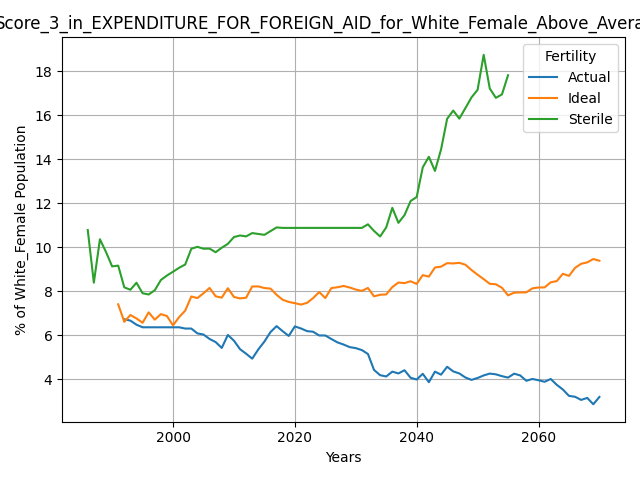 Score_3_in_EXPENDITURE_FOR_FOREIGN_AID_for_White_Female_Above_Avera
Fertility
Actual
Ideal
Sterile
% of White_Female Population
18
16
14
12
10
8
6
4
2000
2020
2040
2060
Years